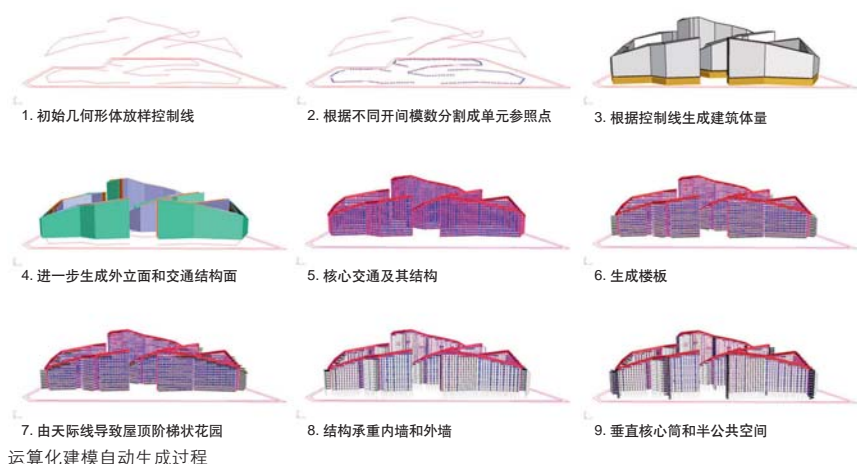 1. 初始几何形体放样控制线
2. 根据不同开间模数分割成单元参照点
3. 根据控制线生成建筑体量
4. 进一步生成外立面和交通结构面
5. 核心交通及其结构
6. 生成楼板
7. 由天际线导致屋顶阶梯状花园
8. 结构承重内墙和外墙
9. 垂直核心筒和半公共空间
运算化建模自动生成过程